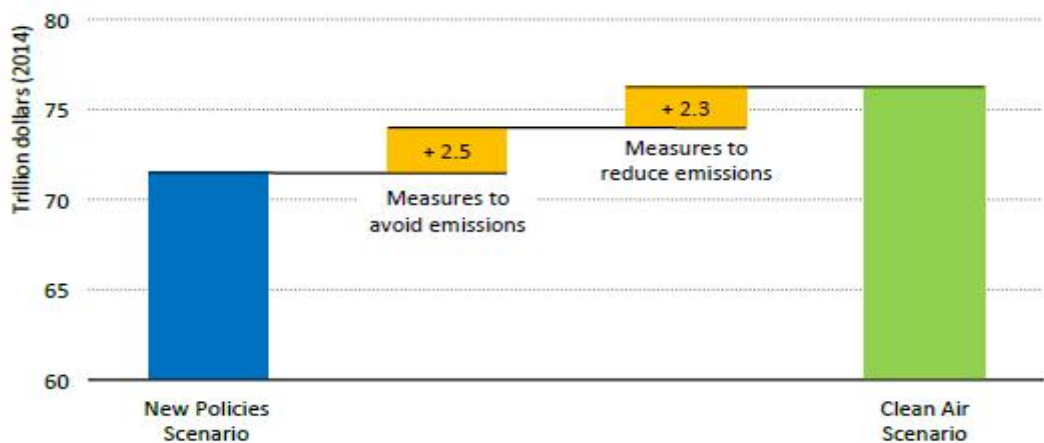 Trillion dollars (2014)
80
75
70
65
60
+ 2.5
Measures to
avoid emissions
+ 2.3
Measures to
reduce emissions
New Policies
Scenario
Clean Air
Scenario